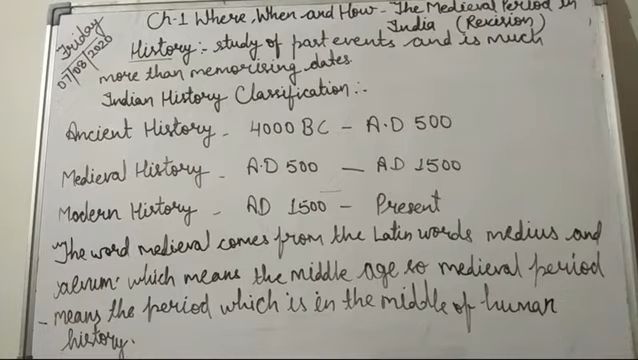 Friday
07/08/2020
Ch-1 Where, When and How - The Medieval Period in
India (Revision)
History:- study of past events and is much
more than memorising dates
Indian History Classification:-
Ancient History - 4000 BC - A.D 500
Medieval History - A.D 500 - AD 1500
Modern History - AD 1500 - Present
"The word medieval comes from the Latin words medius and
aevum' which means the middle age so medieval period
- means the period which is in the middle of human
history.